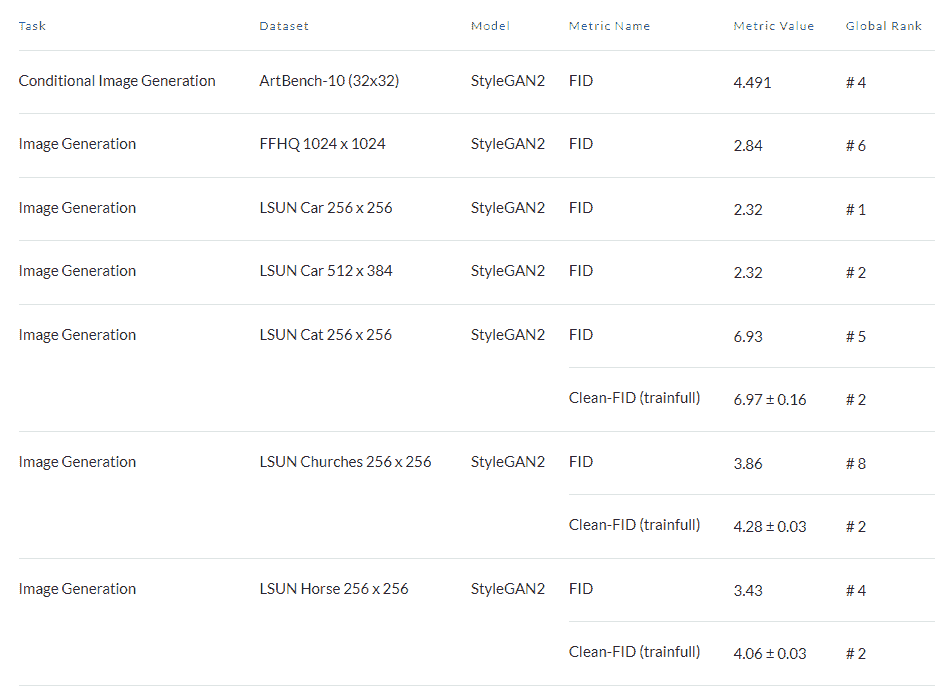 Task Dataset Model Metric Name Metric Value Global Rank
Conditional Image Generation ArtBench-10 (32x32) StyleGAN2 FID 4.491 # 4
Image Generation FFHQ 1024 x 1024 StyleGAN2 FID 2.84 # 6
Image Generation LSUN Car 256 x 256 StyleGAN2 FID 2.32 # 1
Image Generation LSUN Car 512 x 384 StyleGAN2 FID 2.32 # 2
Image Generation LSUN Cat 256 x 256 StyleGAN2 FID 6.93 # 5
Clean-FID (trainfull) 6.97 ± 0.16 # 2
Image Generation LSUN Churches 256 x 256 StyleGAN2 FID 3.86 # 8
Clean-FID (trainfull) 4.28 ± 0.03 # 2
Image Generation LSUN Horse 256 x 256 StyleGAN2 FID 3.43 # 4
Clean-FID (trainfull) 4.06 ± 0.03 # 2